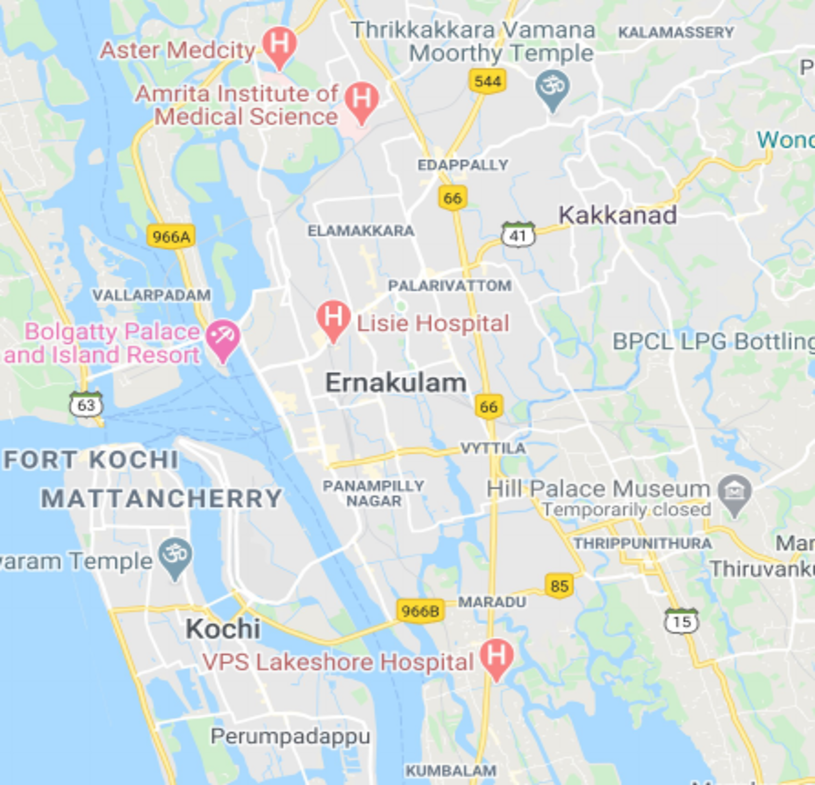 Thrikkakkara Vamana
Moorthy Temple
KALAMASSERY
Aster Medcity
H
P
544
Amrita Institute of
Medical Science
H
ॐ
Wond
EDAPPALLY
66
Kakkanad
966A
ELAMAKKARA
41
PALARIVATTOM
VALLARPADAM
Bolgatty Palace
and Island Resort
H
Lisie Hospital
BPCL LPG Bottling
Ernakulam
63
66
VYTTILA
FORT KOCHI
MATTANCHERRY
PANAMPILLY
NAGAR
Hill Palace Museum
Temporarily closed
THRIPPUNITHURA
Mar
Thiruvanku
varam Temple
ॐ
85
966B
MARADU
15
Kochi
VPS Lakeshore Hospital
H
Perumpadappu
KUMBALAM